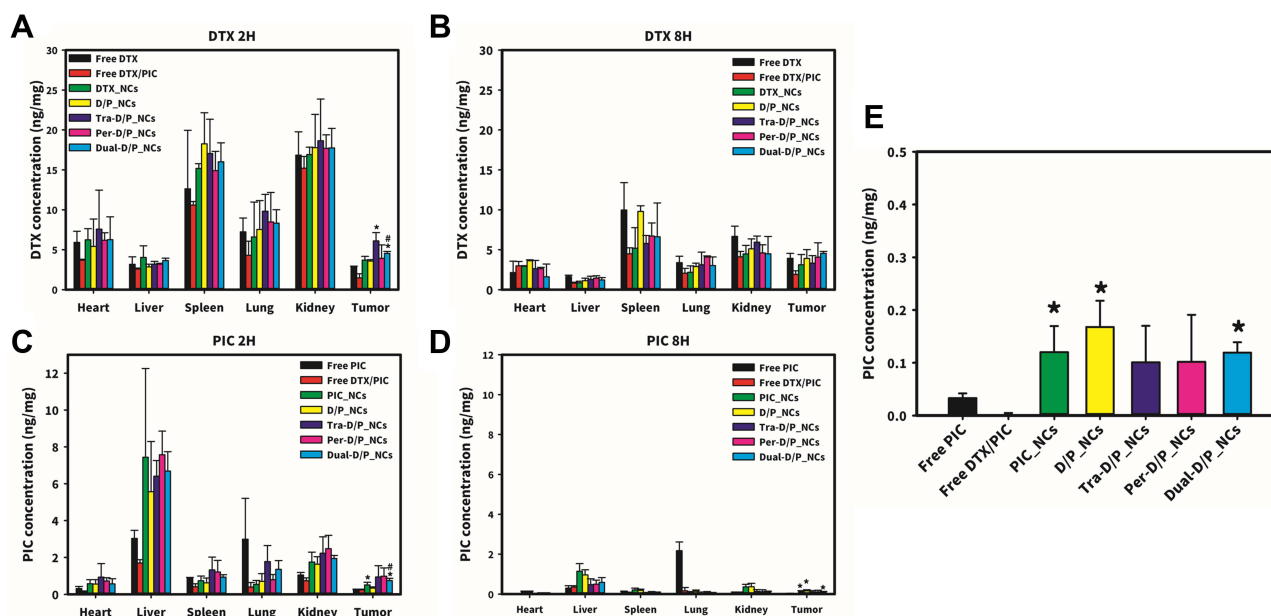 A
DTX 2H
DTX concentration (ng/mg)
30
25
20
15
10
5
0
Free DTX
Free DTX/PIC
DTX_NCs
D/P_NCs
Tra-D/P_NCs
Per-D/P_NCs
Dual-D/P_NCs
*
#
*
Heart Liver Spleen Lung Kidney Tumor
B
DTX 8H
DTX concentration (ng/mg)
30
25
20
15
10
5
0
Free DTX
Free DTX/PIC
DTX_NCs
D/P_NCs
Tra-D/P_NCs
Per-D/P_NCs
Dual-D/P_NCs
Heart Liver Spleen Lung Kidney Tumor
C
PIC 2H
PIC concentration (ng/mg)
12
10
8
6
4
2
0
Free PIC
Free DTX/PIC
PIC_NCs
D/P_NCs
Tra-D/P_NCs
Per-D/P_NCs
Dual-D/P_NCs
*
#
*
Heart Liver Spleen Lung Kidney Tumor
D
PIC 8H
PIC concentration (ng/mg)
12
10
8
6
4
2
0
Free PIC
Free DTX/PIC
PIC_NCs
D/P_NCs
Tra-D/P_NCs
Per-D/P_NCs
Dual-D/P_NCs
* * *
Heart Liver Spleen Lung Kidney Tumor
E
PIC concentration (ng/mg)
0.5
0.4
0.3
0.2
0.1
0.0
* * *
Free PIC
Free DTX/PIC
PIC_NCs
D/P_NCs
Tra-D/P_NCs
Per-D/P_NCs
Dual-D/P_NCs